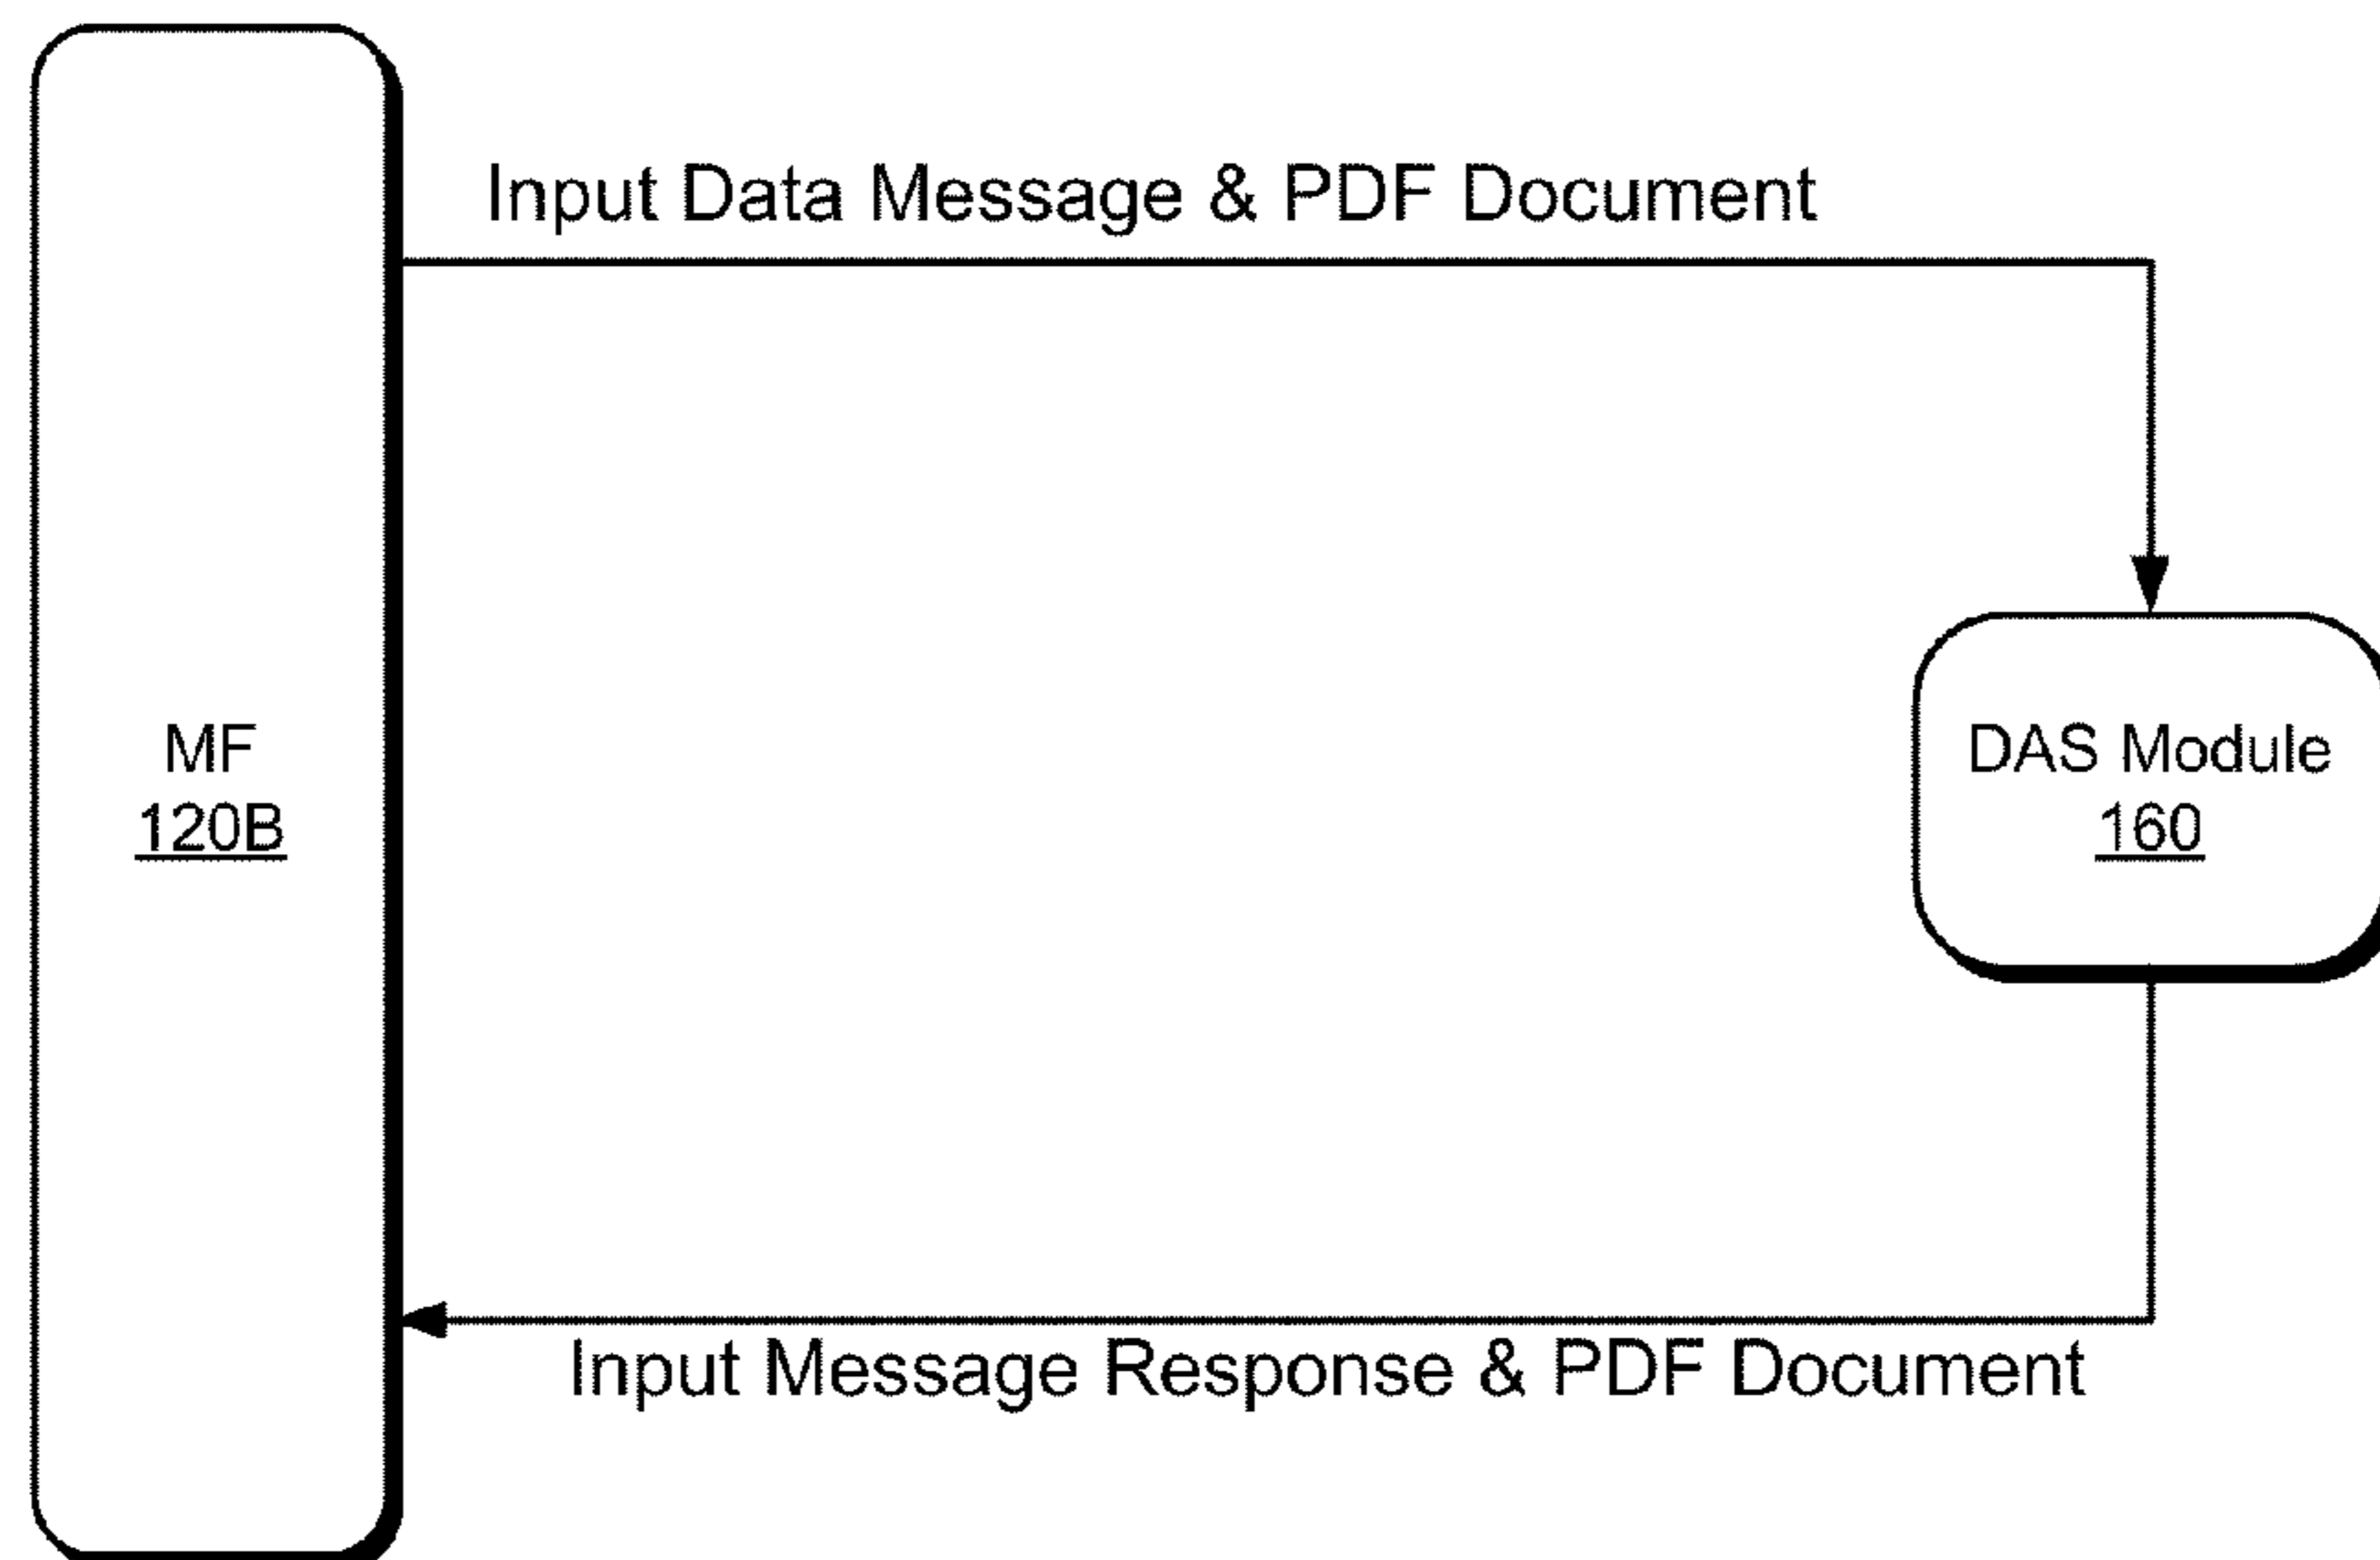 Input Data Message & PDF Document
MF
120B
DAS Module
160
Input Message Response & PDF Document